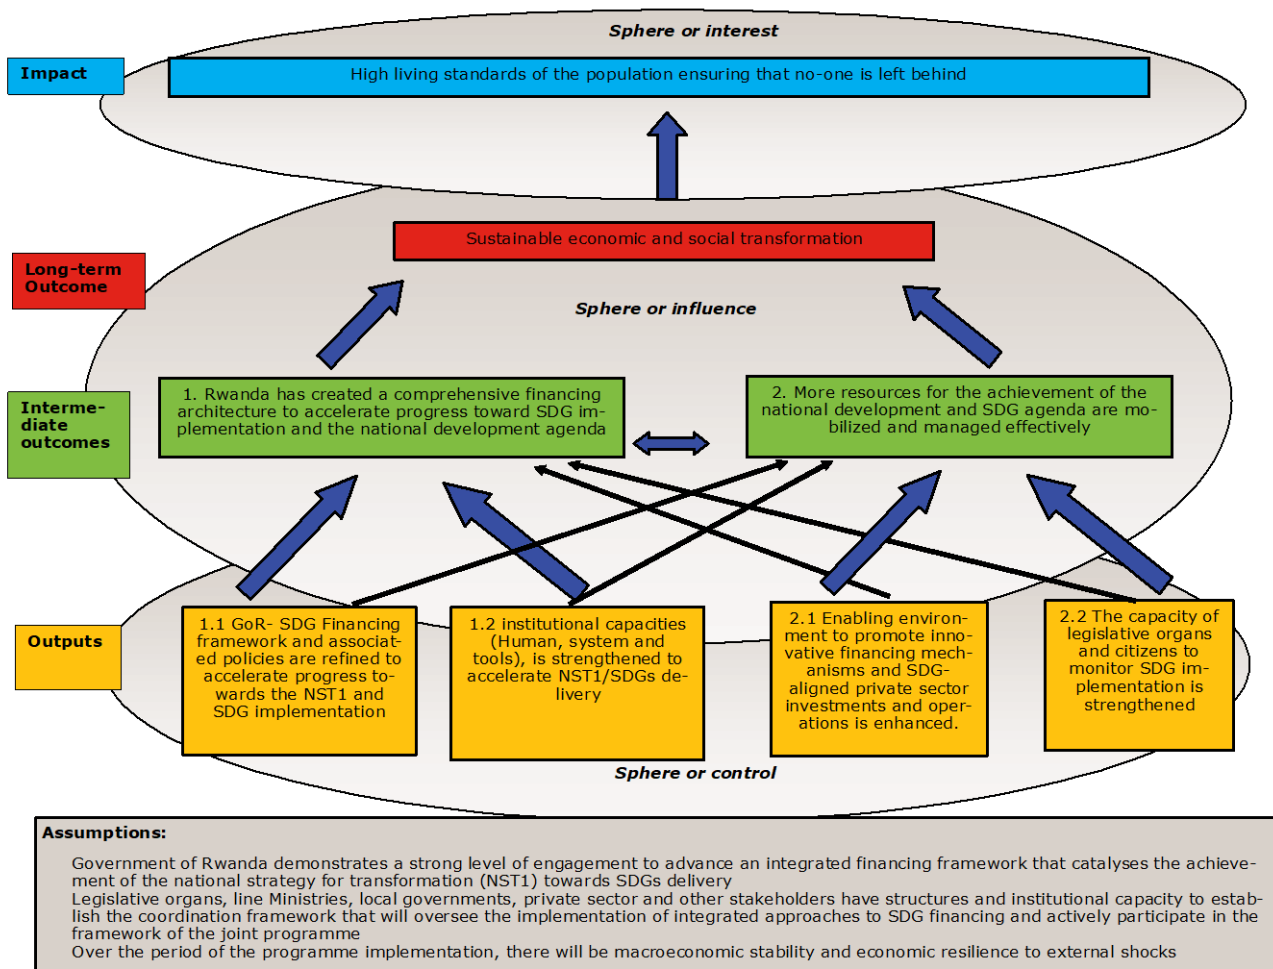 Sphere or interest
Impact
High living standards of the population ensuring that no-one is left behind
Sustainable economic and social transformation
Long-term
Outcome
Sphere or influence
Interme-
diate
outcomes
1. Rwanda has created a comprehensive financing
architecture to accelerate progress toward SDG im-
plementation and the national development agenda
2. More resources for the achievement of the
national development and SDG agenda are mo-
bilized and managed effectively
Outputs
1.1 GoR- SDG Financing
framework and associat-
ed policies are refined to
accelerate progress to-
wards the NST1 and
SDG implementation
1.2 institutional capacities
(Human, system and
tools), is strengthened to
accelerate NST1/SDGs de-
livery
2.1 Enabling environ-
ment to promote inno-
vative financing mech-
anisms and SDG-
aligned private sector
investments and oper-
ations is enhanced.
2.2 The capacity of
legislative organs
and citizens to
monitor SDG im-
plementation is
strengthened
Sphere or control
Assumptions:
Government of Rwanda demonstrates a strong level of engagement to advance an integrated financing framework that catalyses the achieve-
ment of the national strategy for transformation (NST1) towards SDGs delivery
Legislative organs, line Ministries, local governments, private sector and other stakeholders have structures and institutional capacity to estab-
lish the coordination framework that will oversee the implementation of integrated approaches to SDG financing and actively participate in the
framework of the joint programme
Over the period of the programme implementation, there will be macroeconomic stability and economic resilience to external shocks